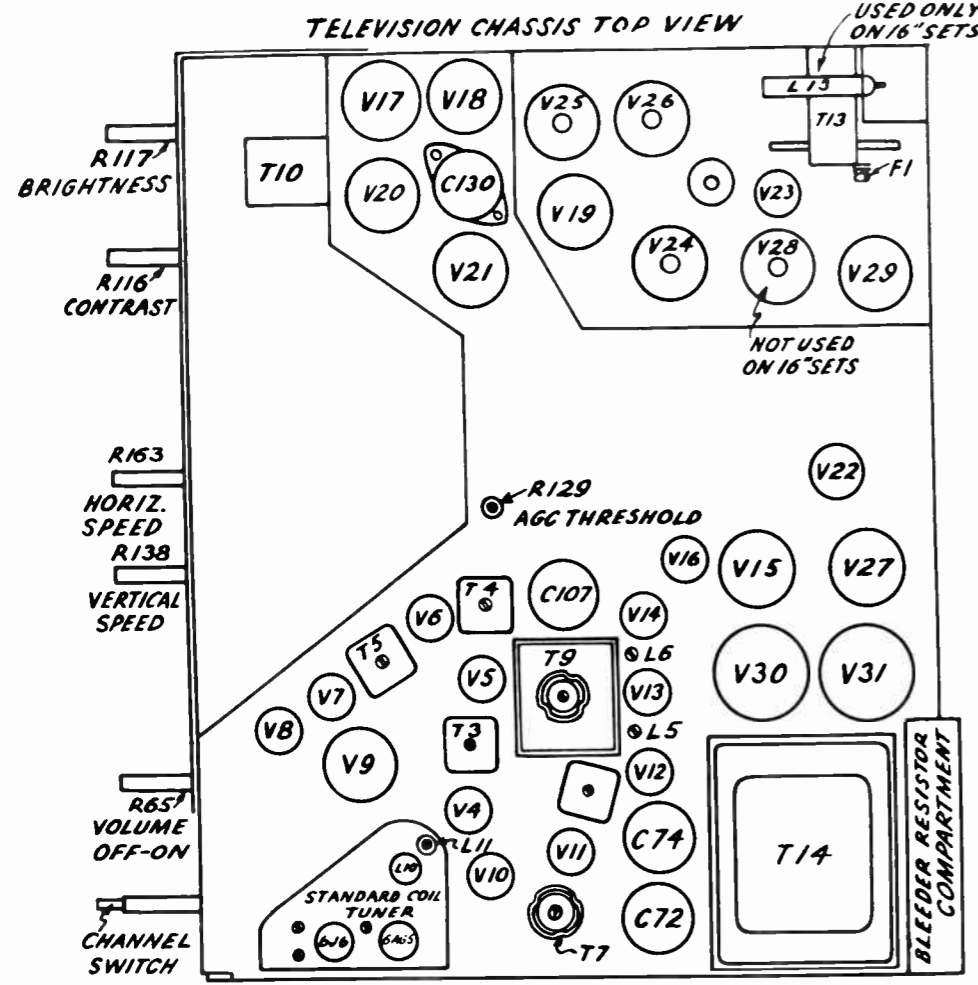 TELEVISION CHASSIS TOP VIEW
USED ONLY
ON 16" SETS
L13
T13
F1
V17
V18
V25
V26
R117
BRIGHTNESS
T10
V20
C130
V19
V23
V21
V24
V28
V29
R116
CONTRAST
NOT USED
ON 16" SETS
R163
HORIZ.
SPEED
R129
AGC THRESHOLD
V22
R138
VERTICAL
SPEED
V16
V15
V27
T4
C107
V6
V14
T5
L6
T9
V5
V13
V30
V31
V7
V8
T3
L5
V9
V12
R65
VOLUME
OFF-ON
V4
L11
C74
V11
T14
L10
V10
STANDARD COIL
TUNER
6J6
6AG5
C72
T7
CHANNEL
SWITCH
BLEEDER RESISTOR
COMPARTMENT